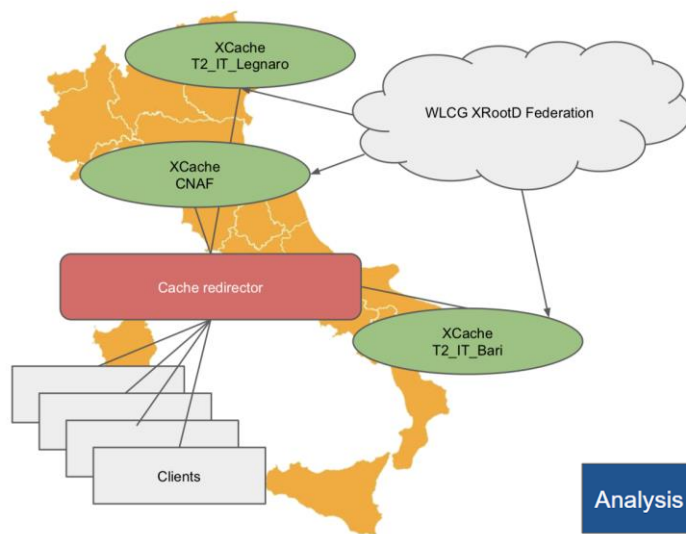 XCache
T2_IT_Legnaro
WLCG XRootD Federation
XCache
CNAF
Cache redirector
XCache
T2_IT_Bari
Clients
Analysis